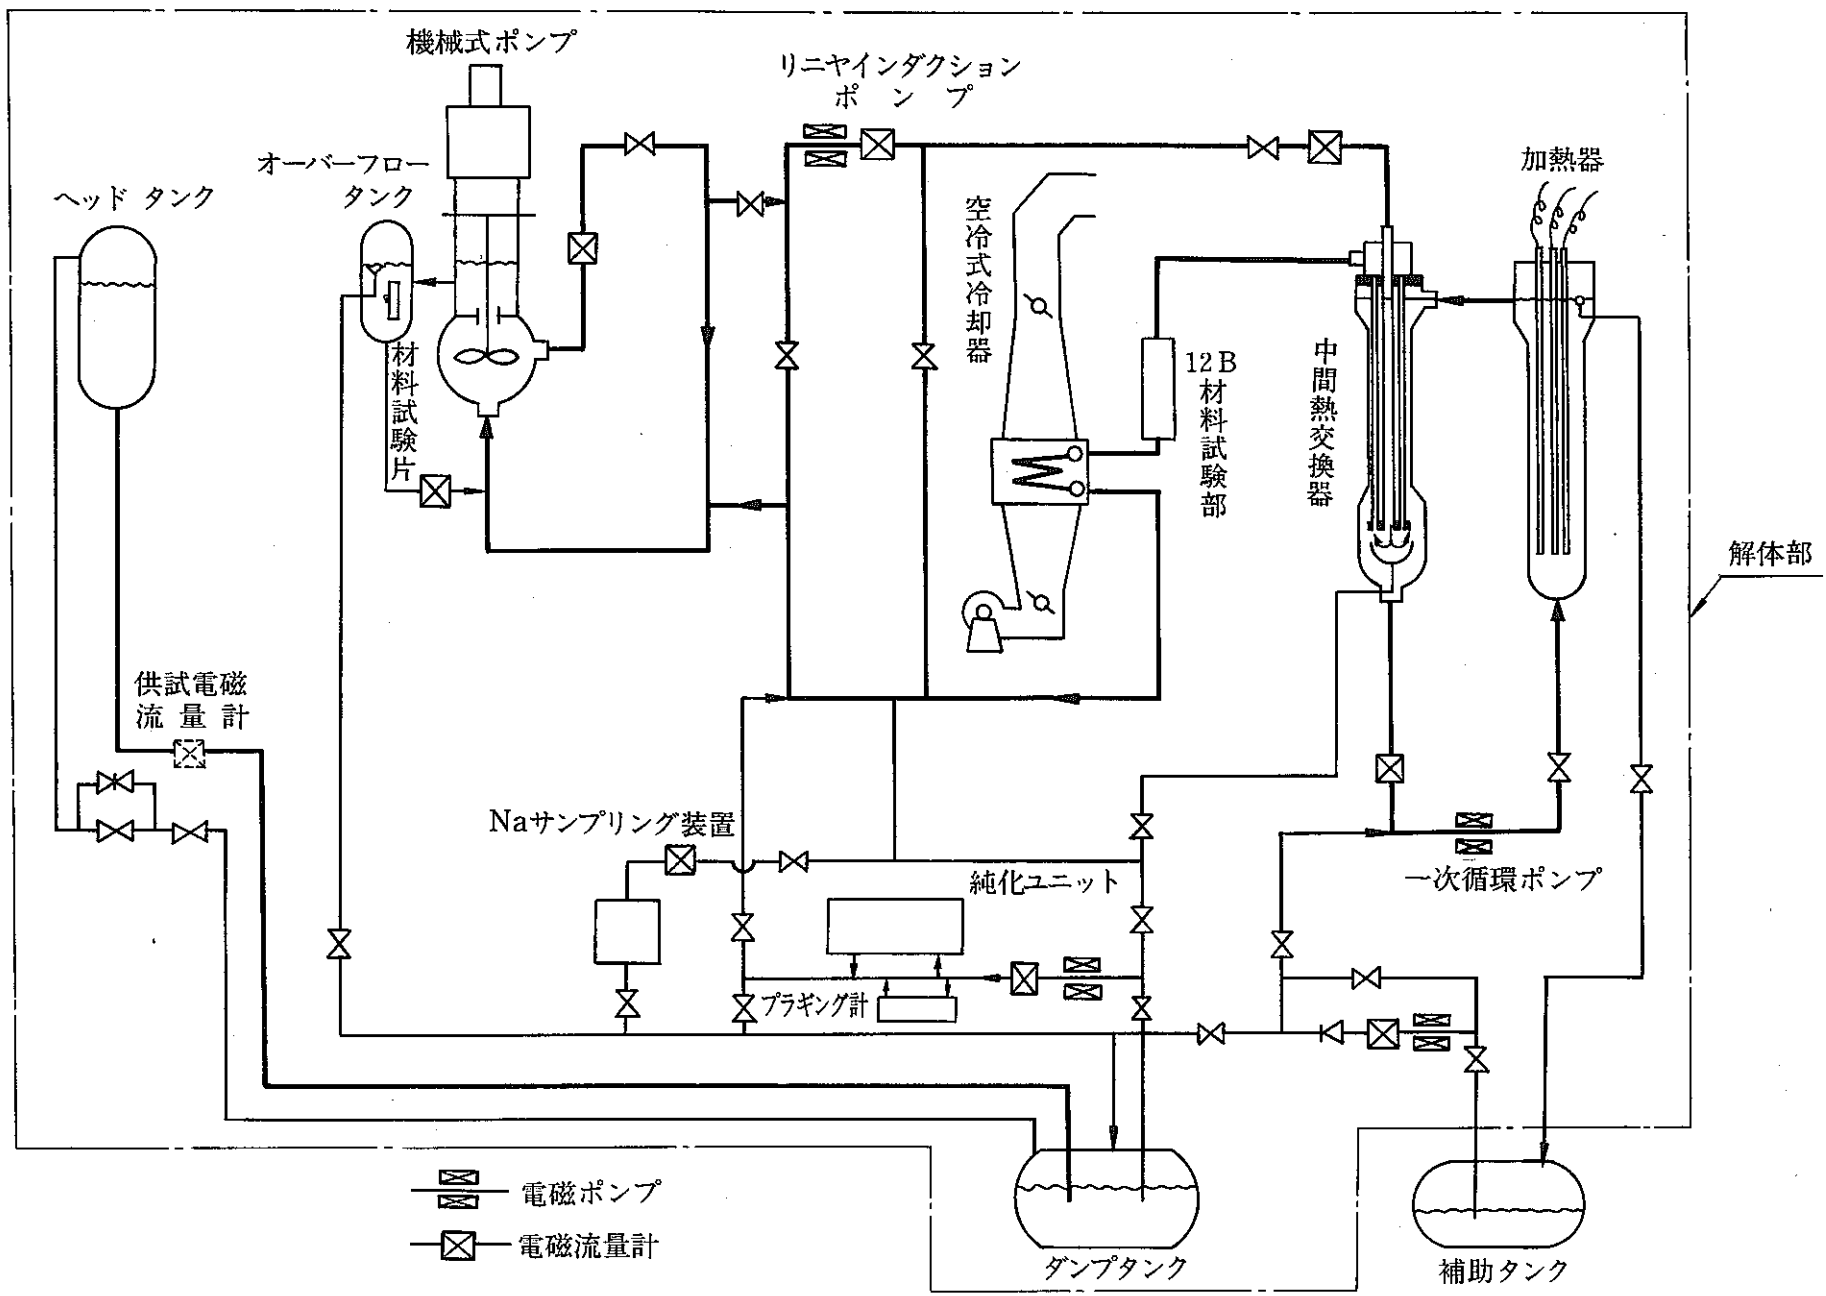 機械式ポンプ
リニヤインダクション
ポンプ
オーバーフロー
タンク
ヘッド タンク
加熱器
空冷式冷却器
材料試験片
12B
材料試験部
中間熱交換器
解体部
供試電磁
流量計
Naサンプリング装置
純化ユニット
一次循環ポンプ
プラギング計
電磁ポンプ
電磁流量計
ダンプタンク
補助タンク